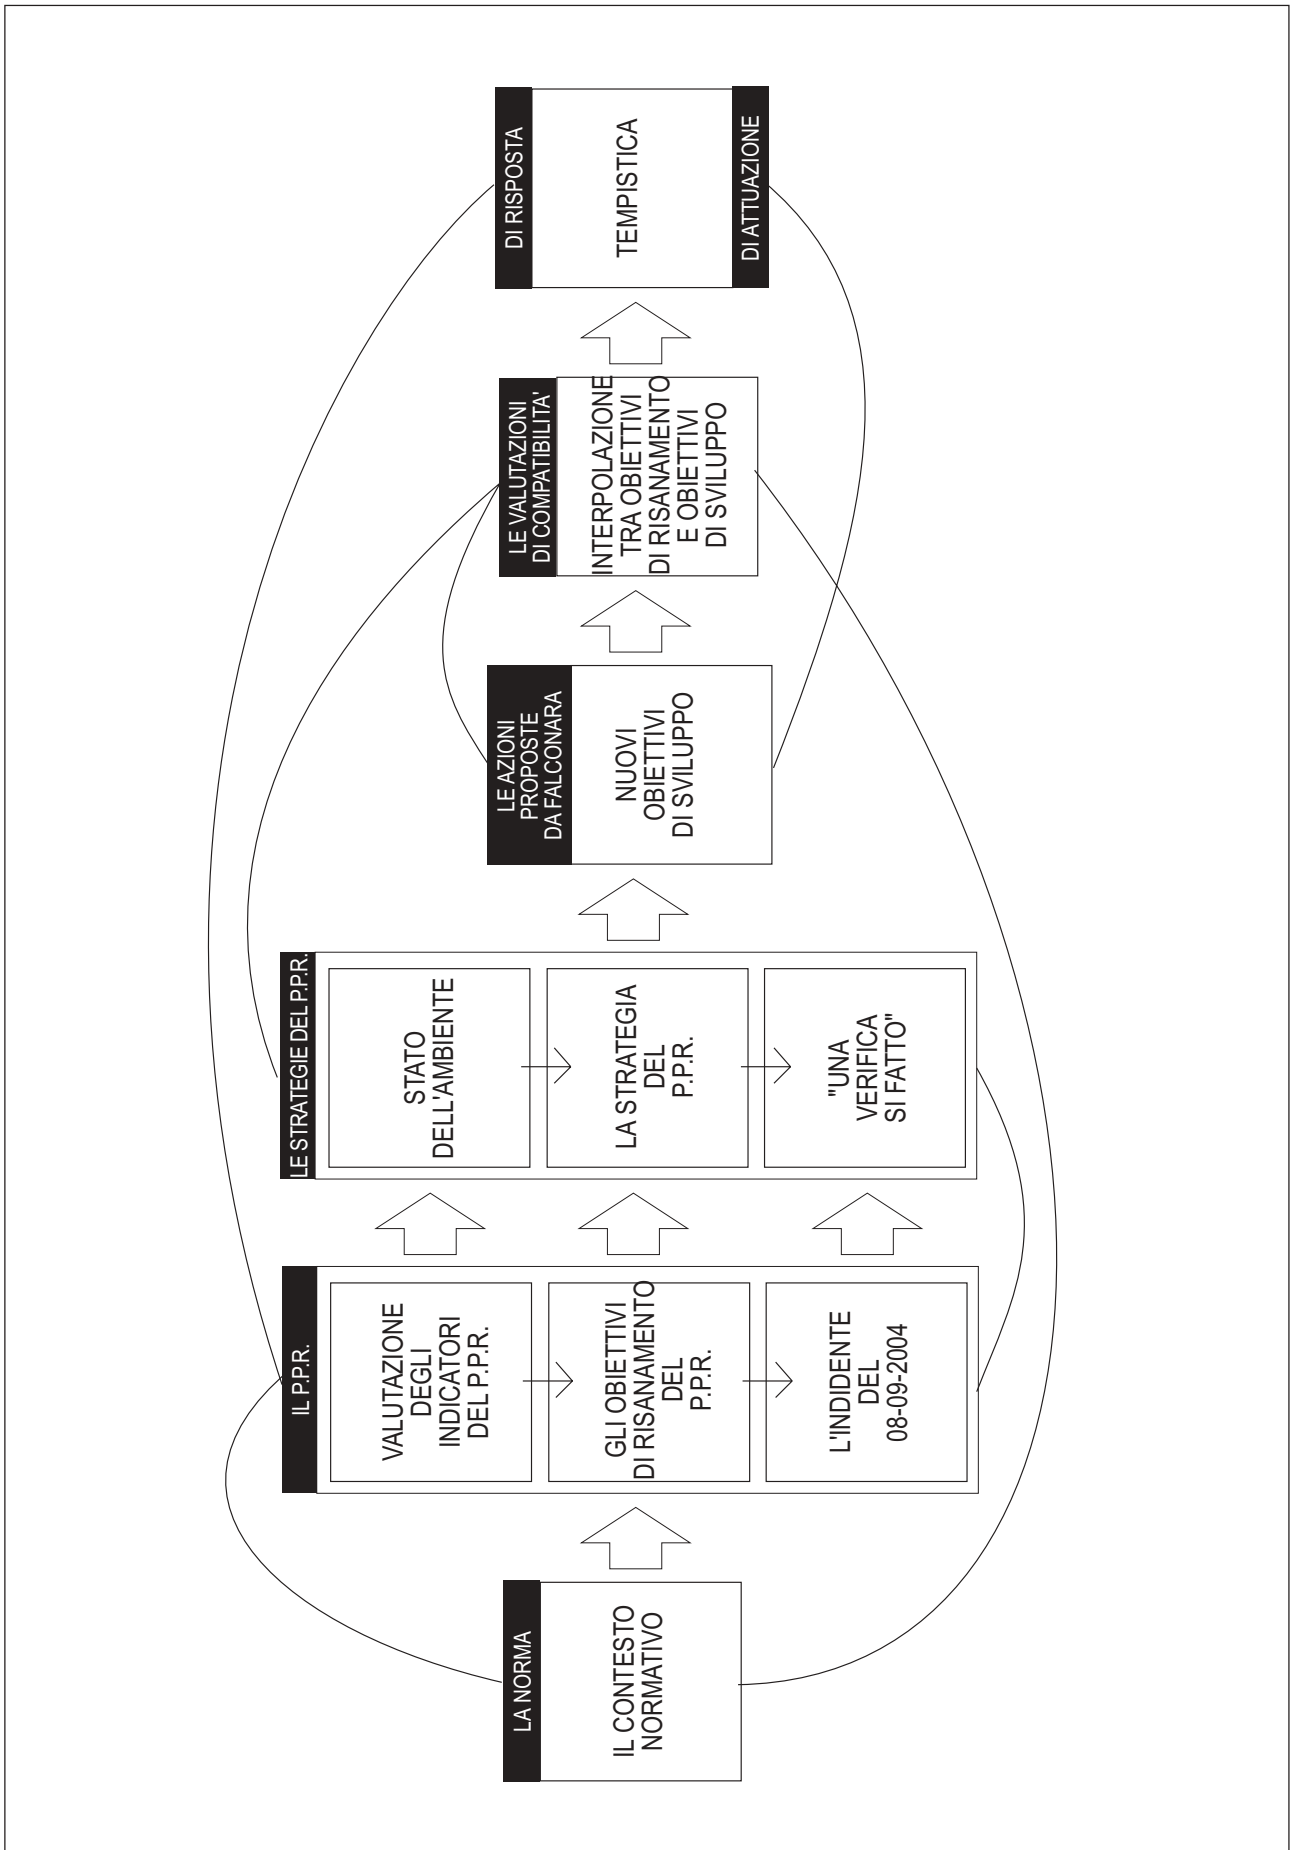 LA NORMA
IL CONTESTO
NORMATIVO
IL P.P.R.
VALUTAZIONE
DEGLI
INDICATORI
DEL P.P.R.
GLI OBIETTIVI
DI RISANAMENTO
DEL
P.P.R.
L'INDIDENTE
DEL
08-09-2004
LE STRATEGIE DEL P.P.R.
STATO
DELL'AMBIENTE
LA STRATEGIA
DEL
P.P.R.
"UNA
VERIFICA
SI FATTO"
LE AZIONI
PROPOSTE
DA FALCONARA
NUOVI
OBIETTIVI
DI SVILUPPO
LE VALUTAZIONI
DI COMPATIBILITA'
INTERPOLAZIONE
TRA OBIETTIVI
DI RISANAMENTO
E OBIETTIVI
DI SVILUPPO
DI RISPOSTA
TEMPISTICA
DI ATTUAZIONE